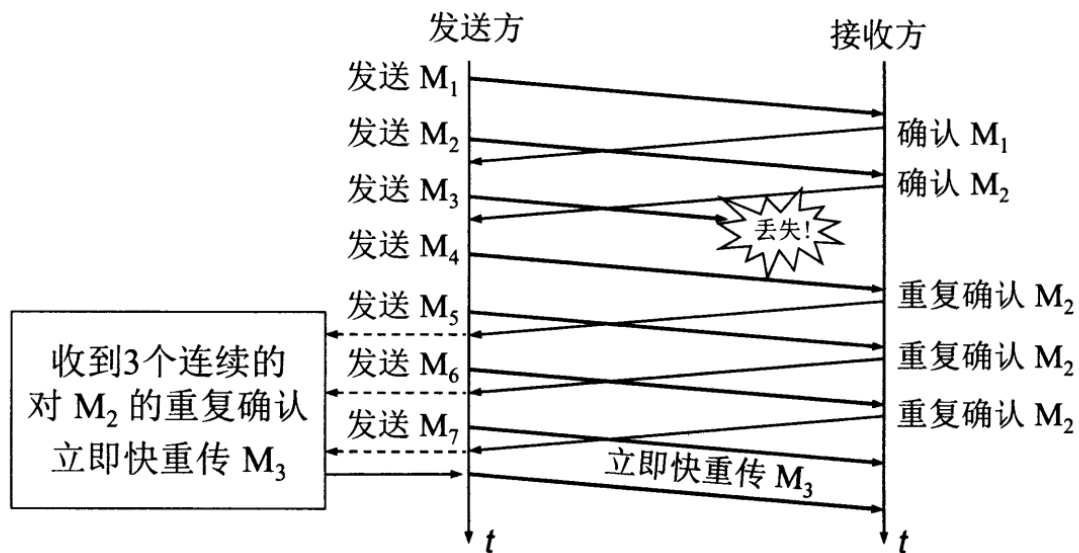 发送方
接收方
发送 M₁
确认 M₁
发送 M₂
确认 M₂
发送 M₃
丢失!
发送 M₄
重复确认 M₂
发送 M₅
重复确认 M₂
发送 M₆
重复确认 M₂
发送 M₇
收到3个连续的
对 M₂ 的重复确认
立即快重传 M₃
立即快重传 M₃
t
t